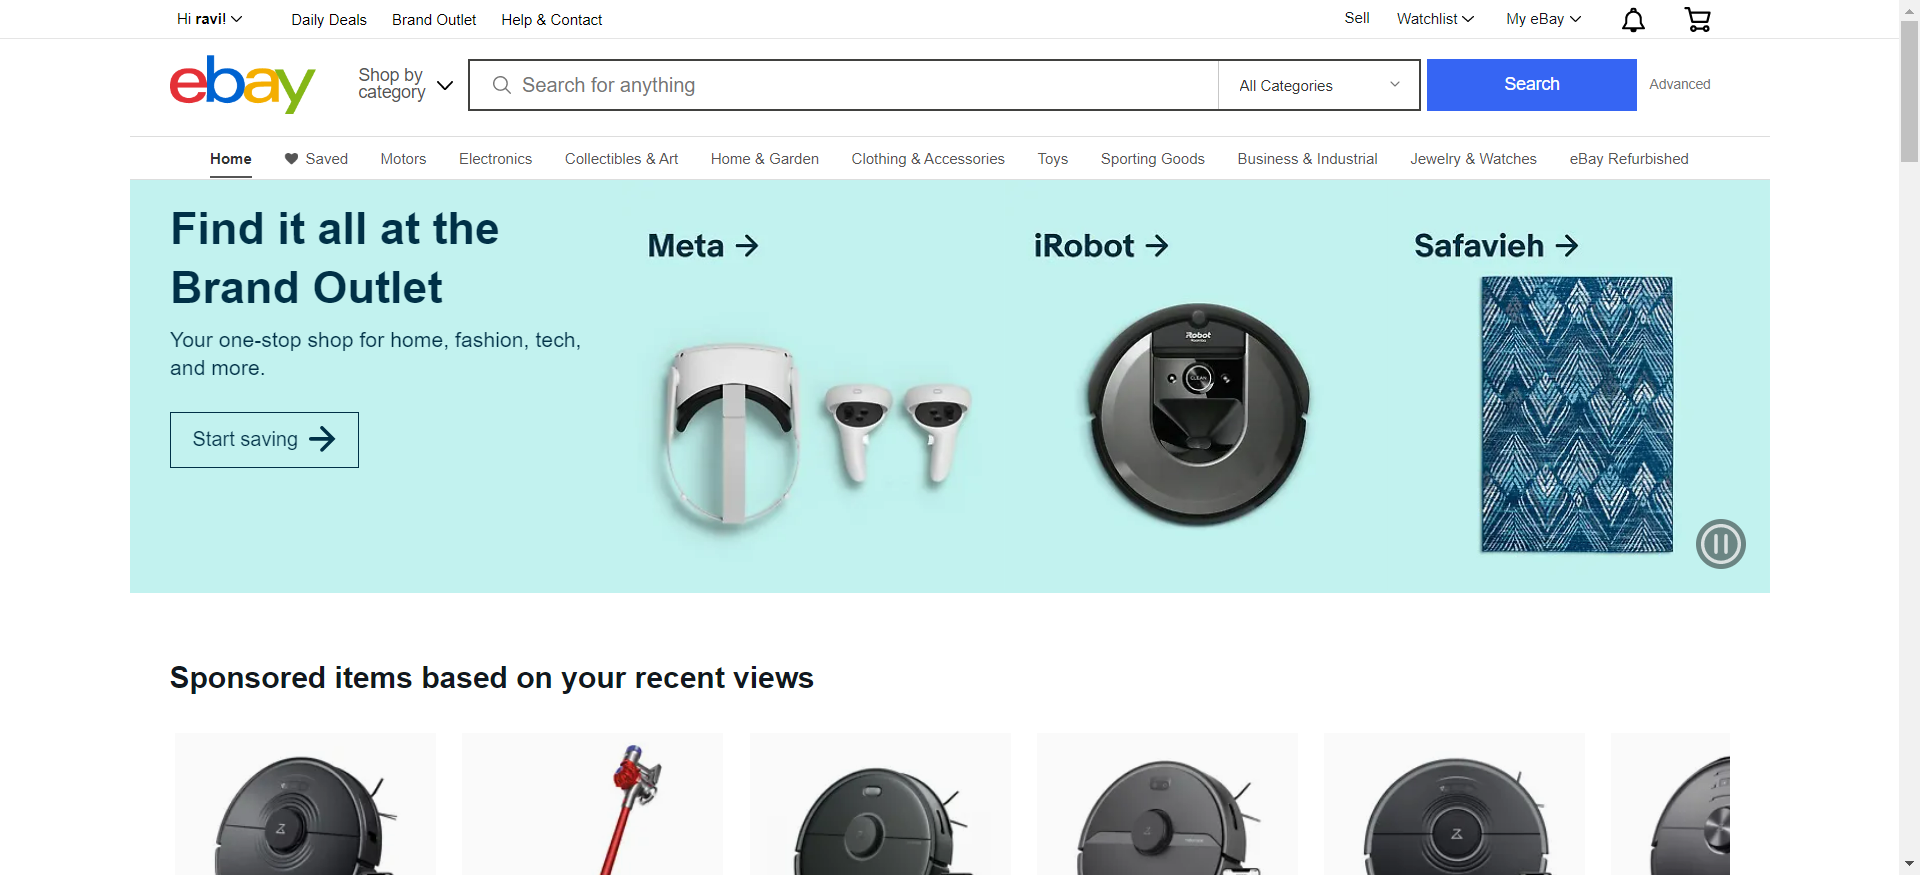 Hi ravi!
Daily Deals
Brand Outlet
Help & Contact
Sell
Watchlist
My eBay
ebay
Shop by
category
Search for anything
All Categories
Search
Advanced
Home
Saved
Motors
Electronics
Collectibles & Art
Home & Garden
Clothing & Accessories
Toys
Sporting Goods
Business & Industrial
Jewelry & Watches
eBay Refurbished
Find it all at the
Brand Outlet
Your one-stop shop for home, fashion, tech,
and more.
Start saving
Meta
iRobot
Safavieh
iRobot
CLEAN
Sponsored items based on your recent views